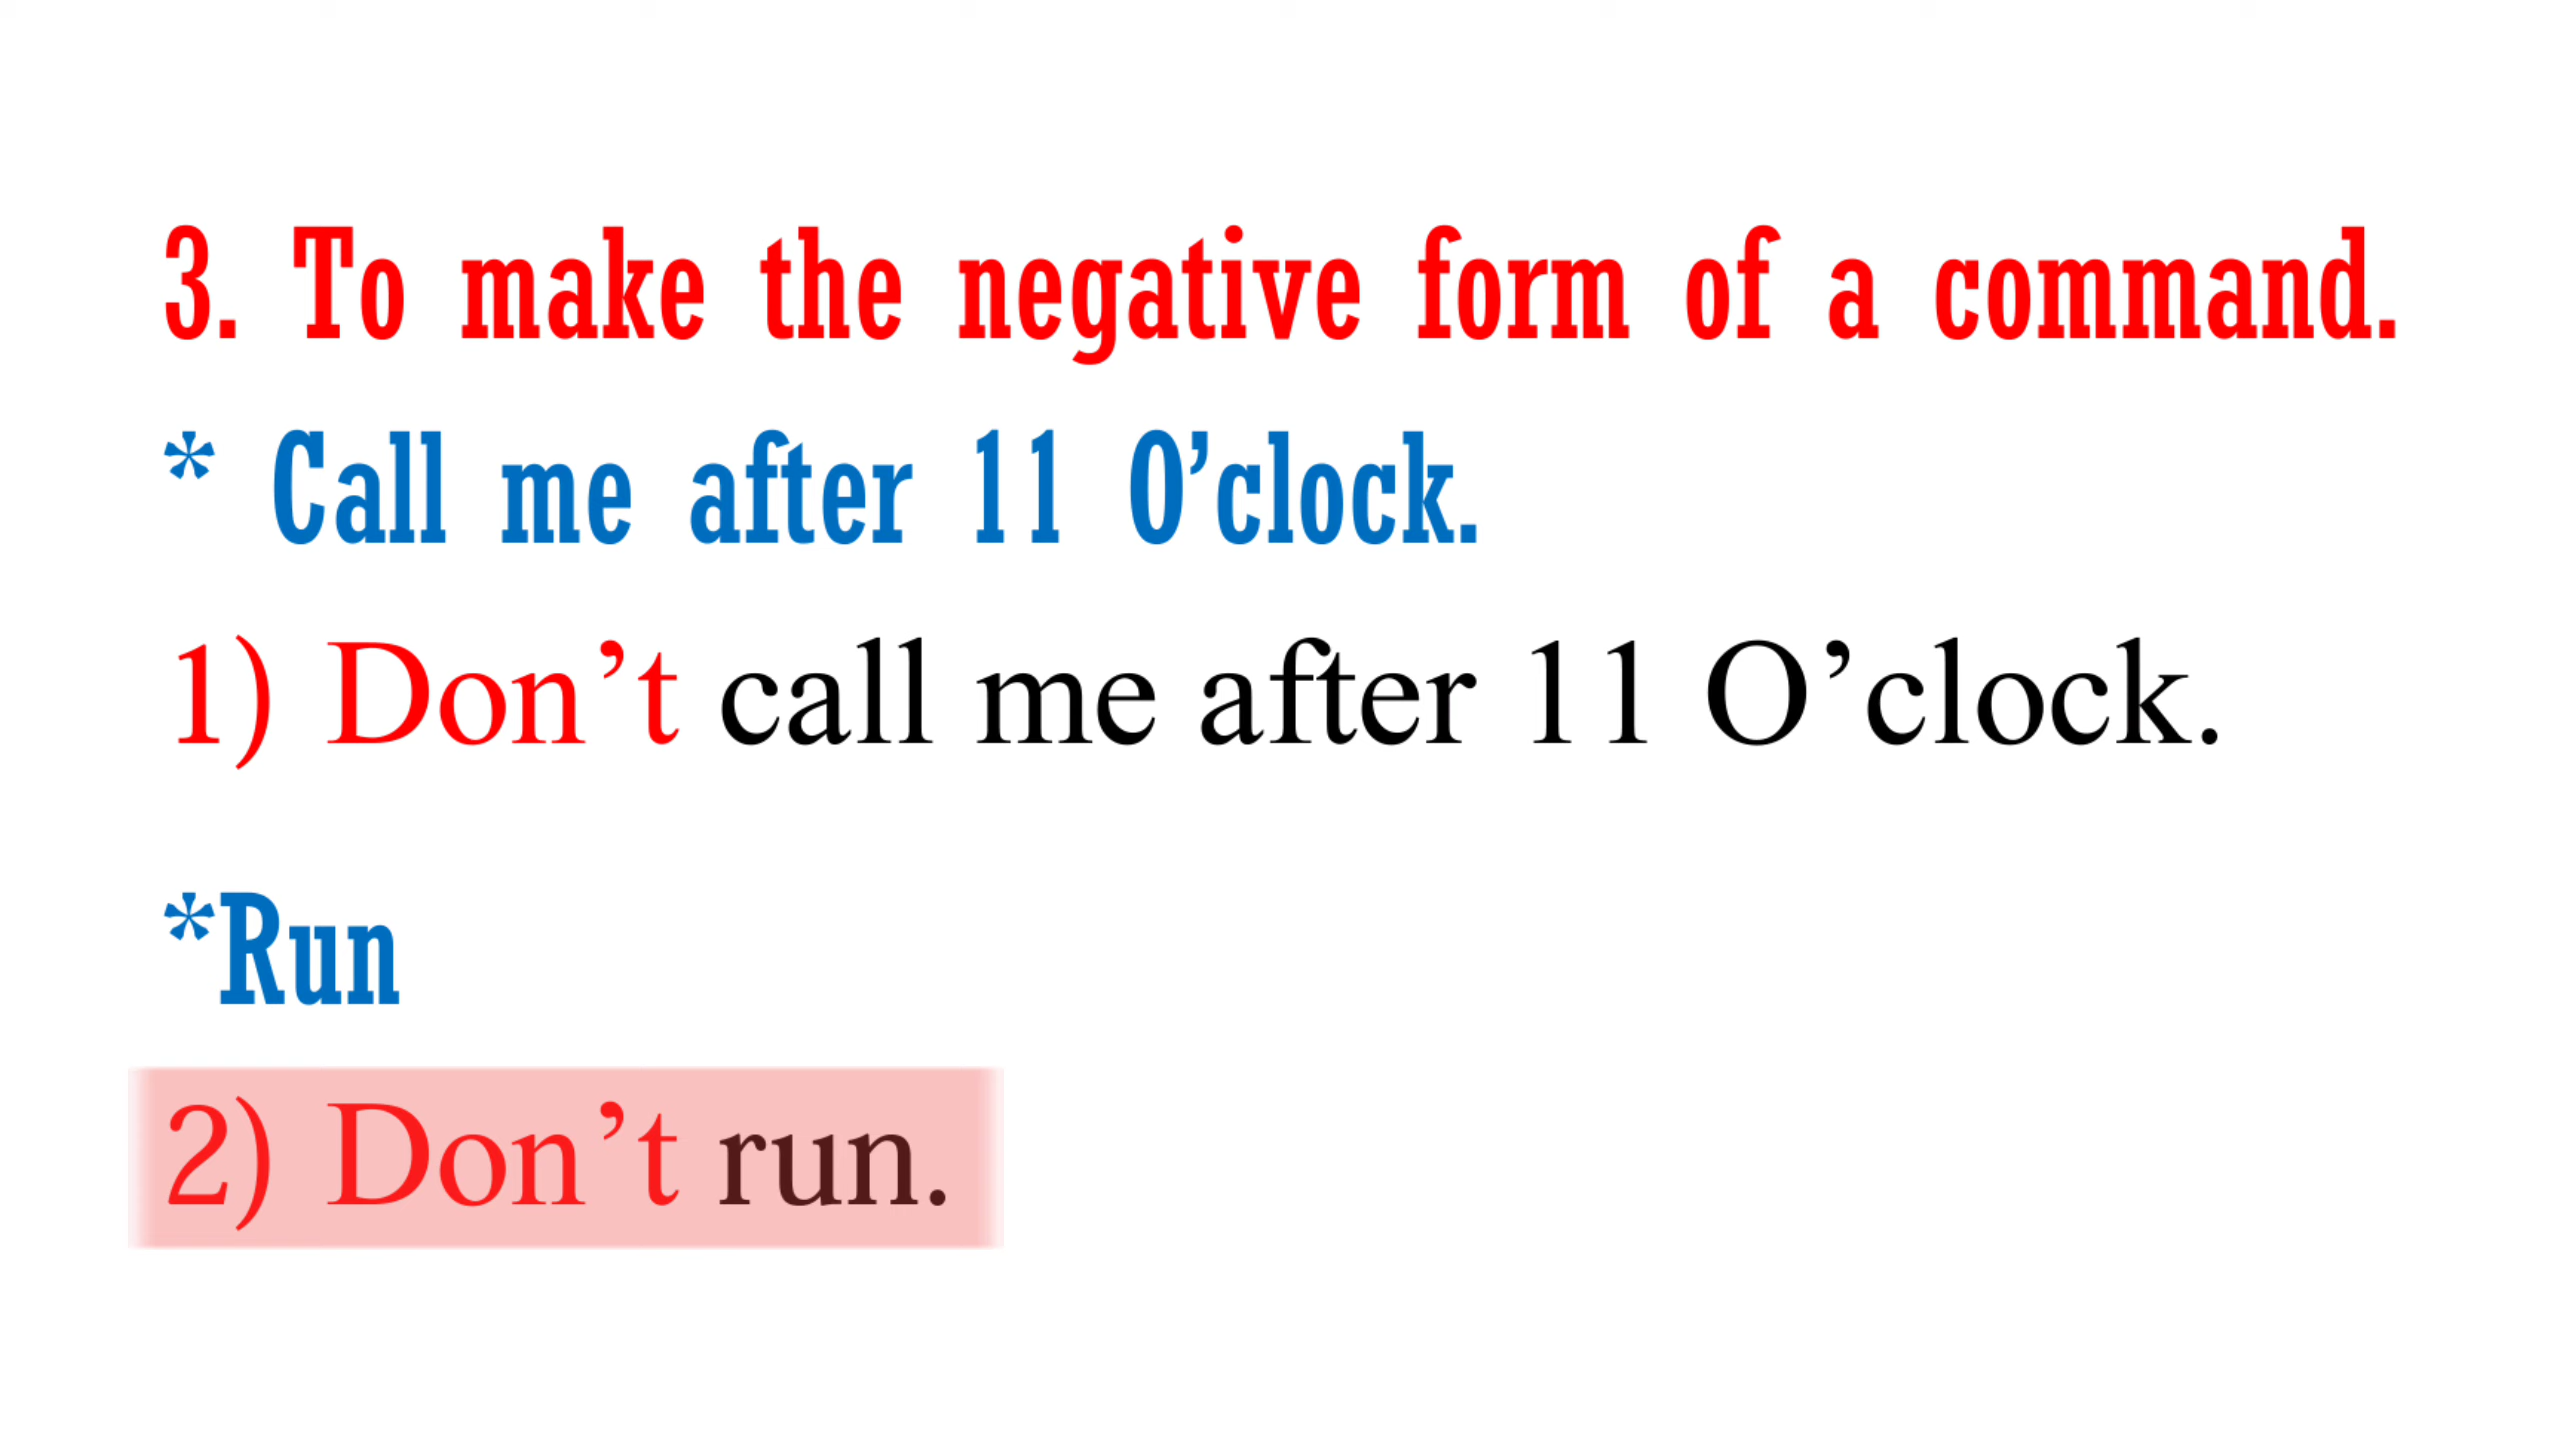 3. To make the negative form of a command.
* Call me after 11 O’clock.
1) Don’t call me after 11 O’clock.
*Run
2) Don’t run.